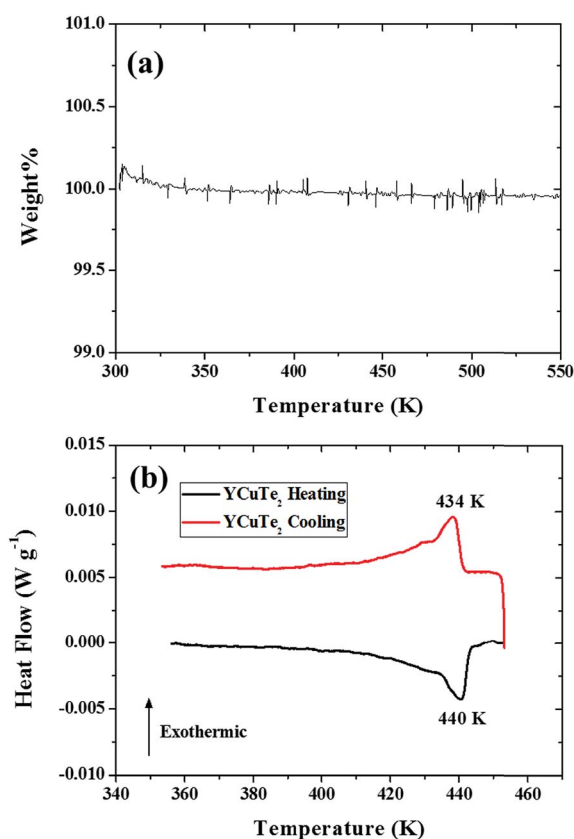 101.0
(a)
100.5
100.0
99.5
99.0
Weight%
300 350 400 450 500 550
Temperature (K)
0.015
(b)
YCuTe₂ Heating
YCuTe₂ Cooling
434 K
0.010
0.005
0.000
-0.005
440 K
Exothermic
-0.010
Heat Flow (W g⁻¹)
340 360 380 400 420 440 460
Temperature (K)